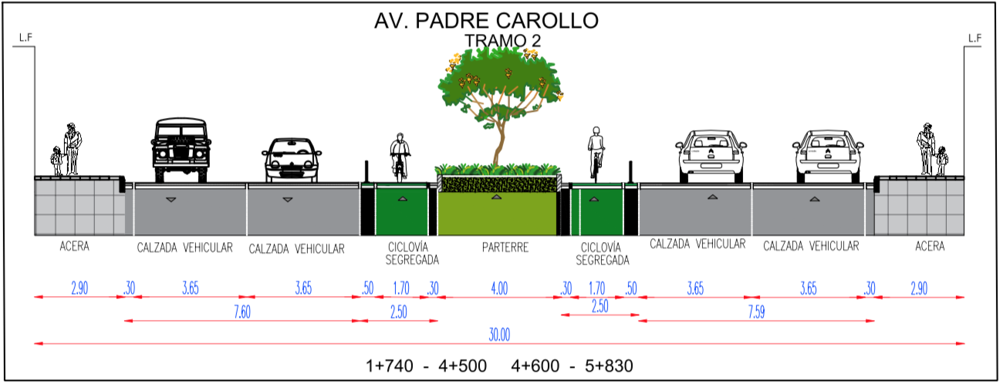 AV. PADRE CAROLLO
TRAMO 2
L.F L.F
ACERA CALZADA VEHICULAR CALZADA VEHICULAR CICLOVÍA SEGREGADA PARTERRE CICLOVÍA SEGREGADA CALZADA VEHICULAR CALZADA VEHICULAR ACERA
2.90 .30 3.65 3.65 .50 1.70 .30 4.00 .30 1.70 .50 3.65 3.65 .30 2.90
7.60 2.50 2.50 7.59
30.00
1+740 - 4+500 4+600 - 5+830